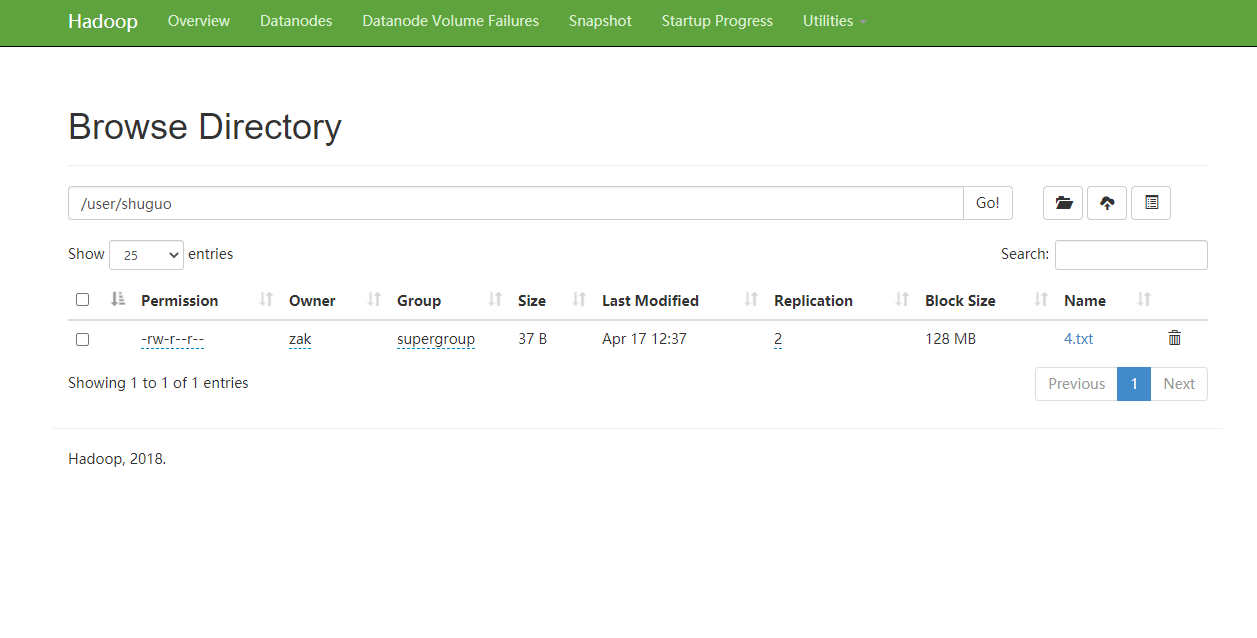 Hadoop Overview Datanodes Datanode Volume Failures Snapshot Startup Progress Utilities
Browse Directory
/user/shuguo Go!
Show 25 entries Search:
Permission Owner Group Size Last Modified Replication Block Size Name
-rw-r--r-- zak supergroup 37 B Apr 17 12:37 2 128 MB 4.txt
Showing 1 to 1 of 1 entries Previous 1 Next
Hadoop, 2018.